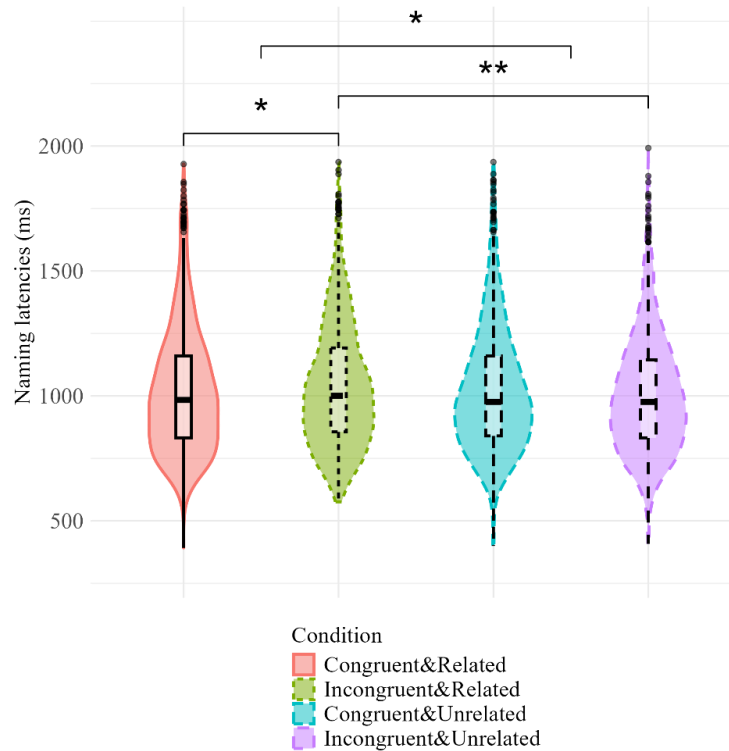 *
**
*
2000
1500
1000
500
Naming latencies (ms)
Condition
Congruent&Related
Incongruent&Related
Congruent&Unrelated
Incongruent&Unrelated